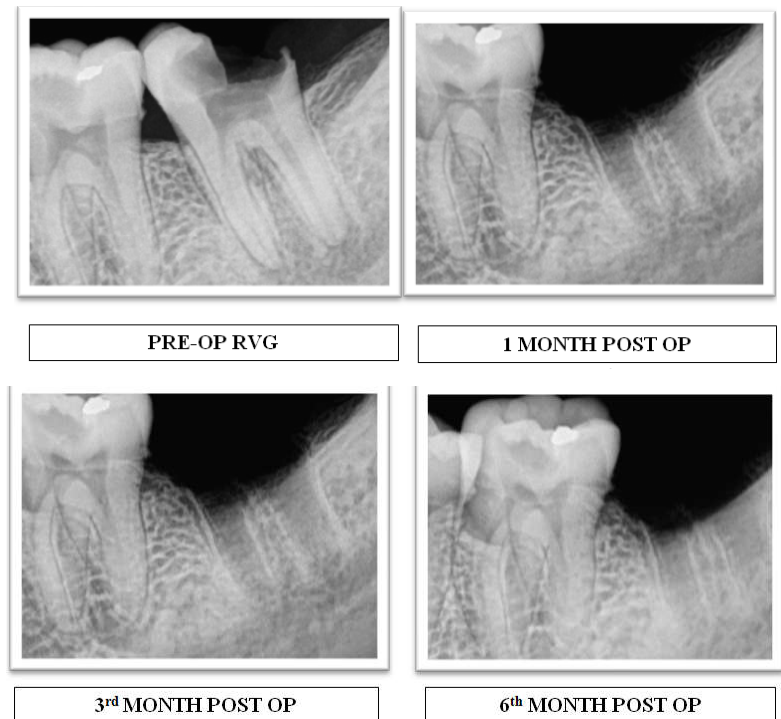 PRE-OP RVG
1 MONTH POST OP
3rd MONTH POST OP
6th MONTH POST OP